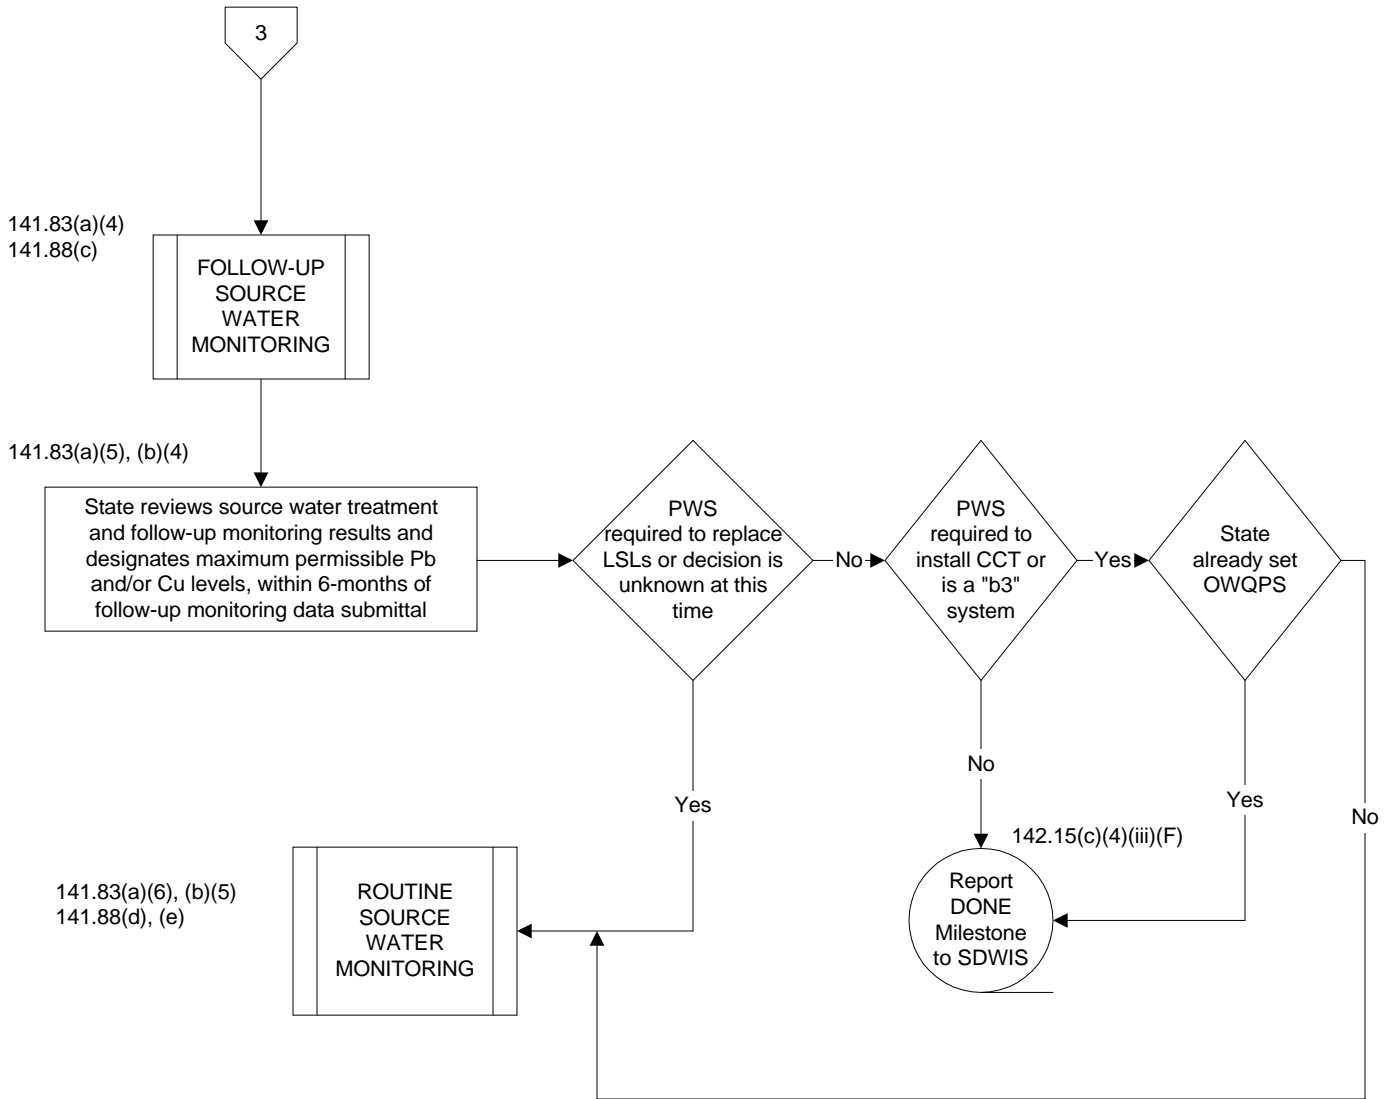 3
141.83(a)(4)
141.88(c)
FOLLOW-UP
SOURCE
WATER
MONITORING
141.83(a)(5), (b)(4)
State reviews source water treatment
and follow-up monitoring results and
designates maximum permissible Pb
and/or Cu levels, within 6-months of
follow-up monitoring data submittal
PWS
required to replace
LSLs or decision is
unknown at this
time
No
PWS
required to
install CCT or
is a "b3"
system
Yes
State
already set
OWQPS
No
Yes
Yes
No
142.15(c)(4)(iii)(F)
Report
DONE
Milestone
to SDWIS
141.83(a)(6), (b)(5)
141.88(d), (e)
ROUTINE
SOURCE
WATER
MONITORING